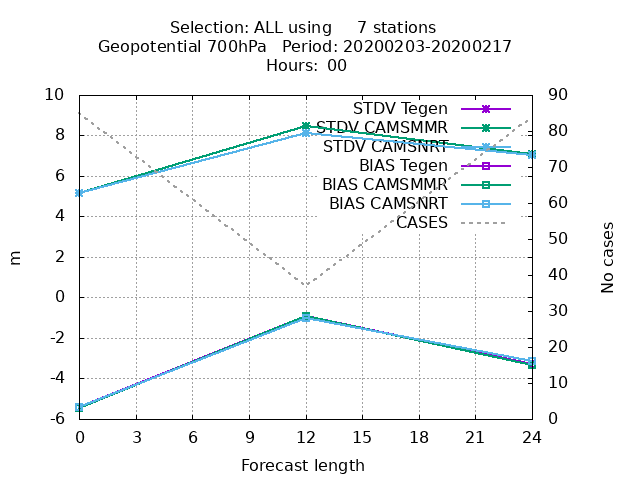 Selection: ALL using     7 stations
Geopotential 700hPa   Period: 20200203-20200217
Hours: 00
10
8
6
4
2
0
-2
-4
-6
m
90
80
70
60
50
40
30
20
10
0
No cases
STDV Tegen
STDV CAMSMMR
STDV CAMSNRT
BIAS Tegen
BIAS CAMSMMR
BIAS CAMSNRT
CASES
0 3 6 9 12 15 18 21 24
Forecast length